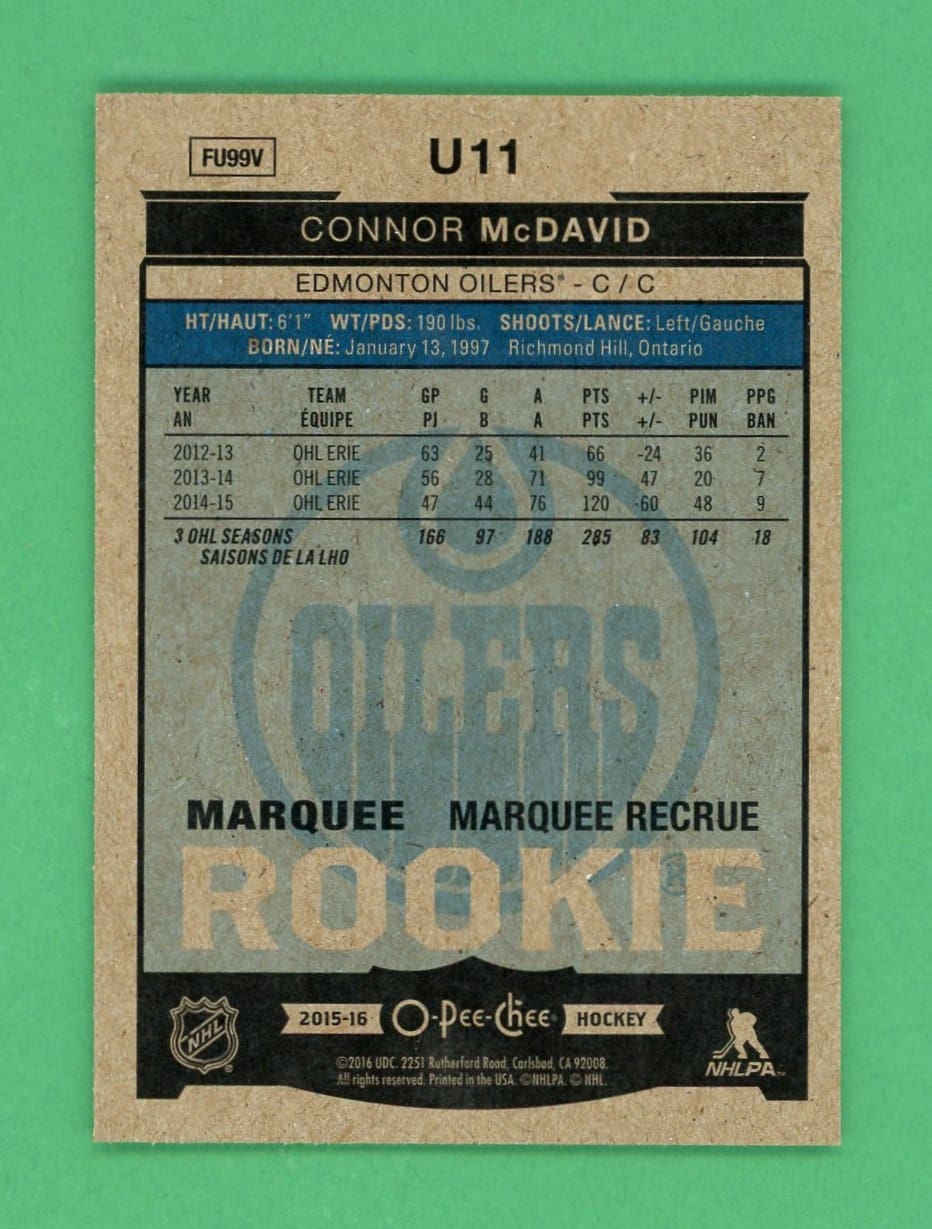 FU99V
U11
CONNOR McDAVID
EDMONTON OILERS® - C / C
HT/HAUT: 6'1" WT/PDS: 190 lbs. SHOOTS/LANCE: Left/Gauche
BORN/NÉ: January 13, 1997 Richmond Hill, Ontario
YEAR TEAM GP G A PTS +/- PIM PPG
AN ÉQUIPE PJ B A PTS +/- PUN BAN
2012-13 OHL ERIE 63 25 41 66 -24 36 2
2013-14 OHL ERIE 56 28 71 99 47 20 7
2014-15 OHL ERIE 47 44 76 120 60 48 9
3 OHL SEASONS 166 97 188 285 83 104 18
SAISONS DE LA LHO
OILERS
MARQUEE MARQUEE RECRUE
ROOKIE
NHL
2015-16 O-Pee-Chee HOCKEY
NHLPA
©2016 UDC. 2251 Rutherford Road, Carlsbad, CA 92008.
All rights reserved. Printed in the USA. ©NHLPA. © NHL.